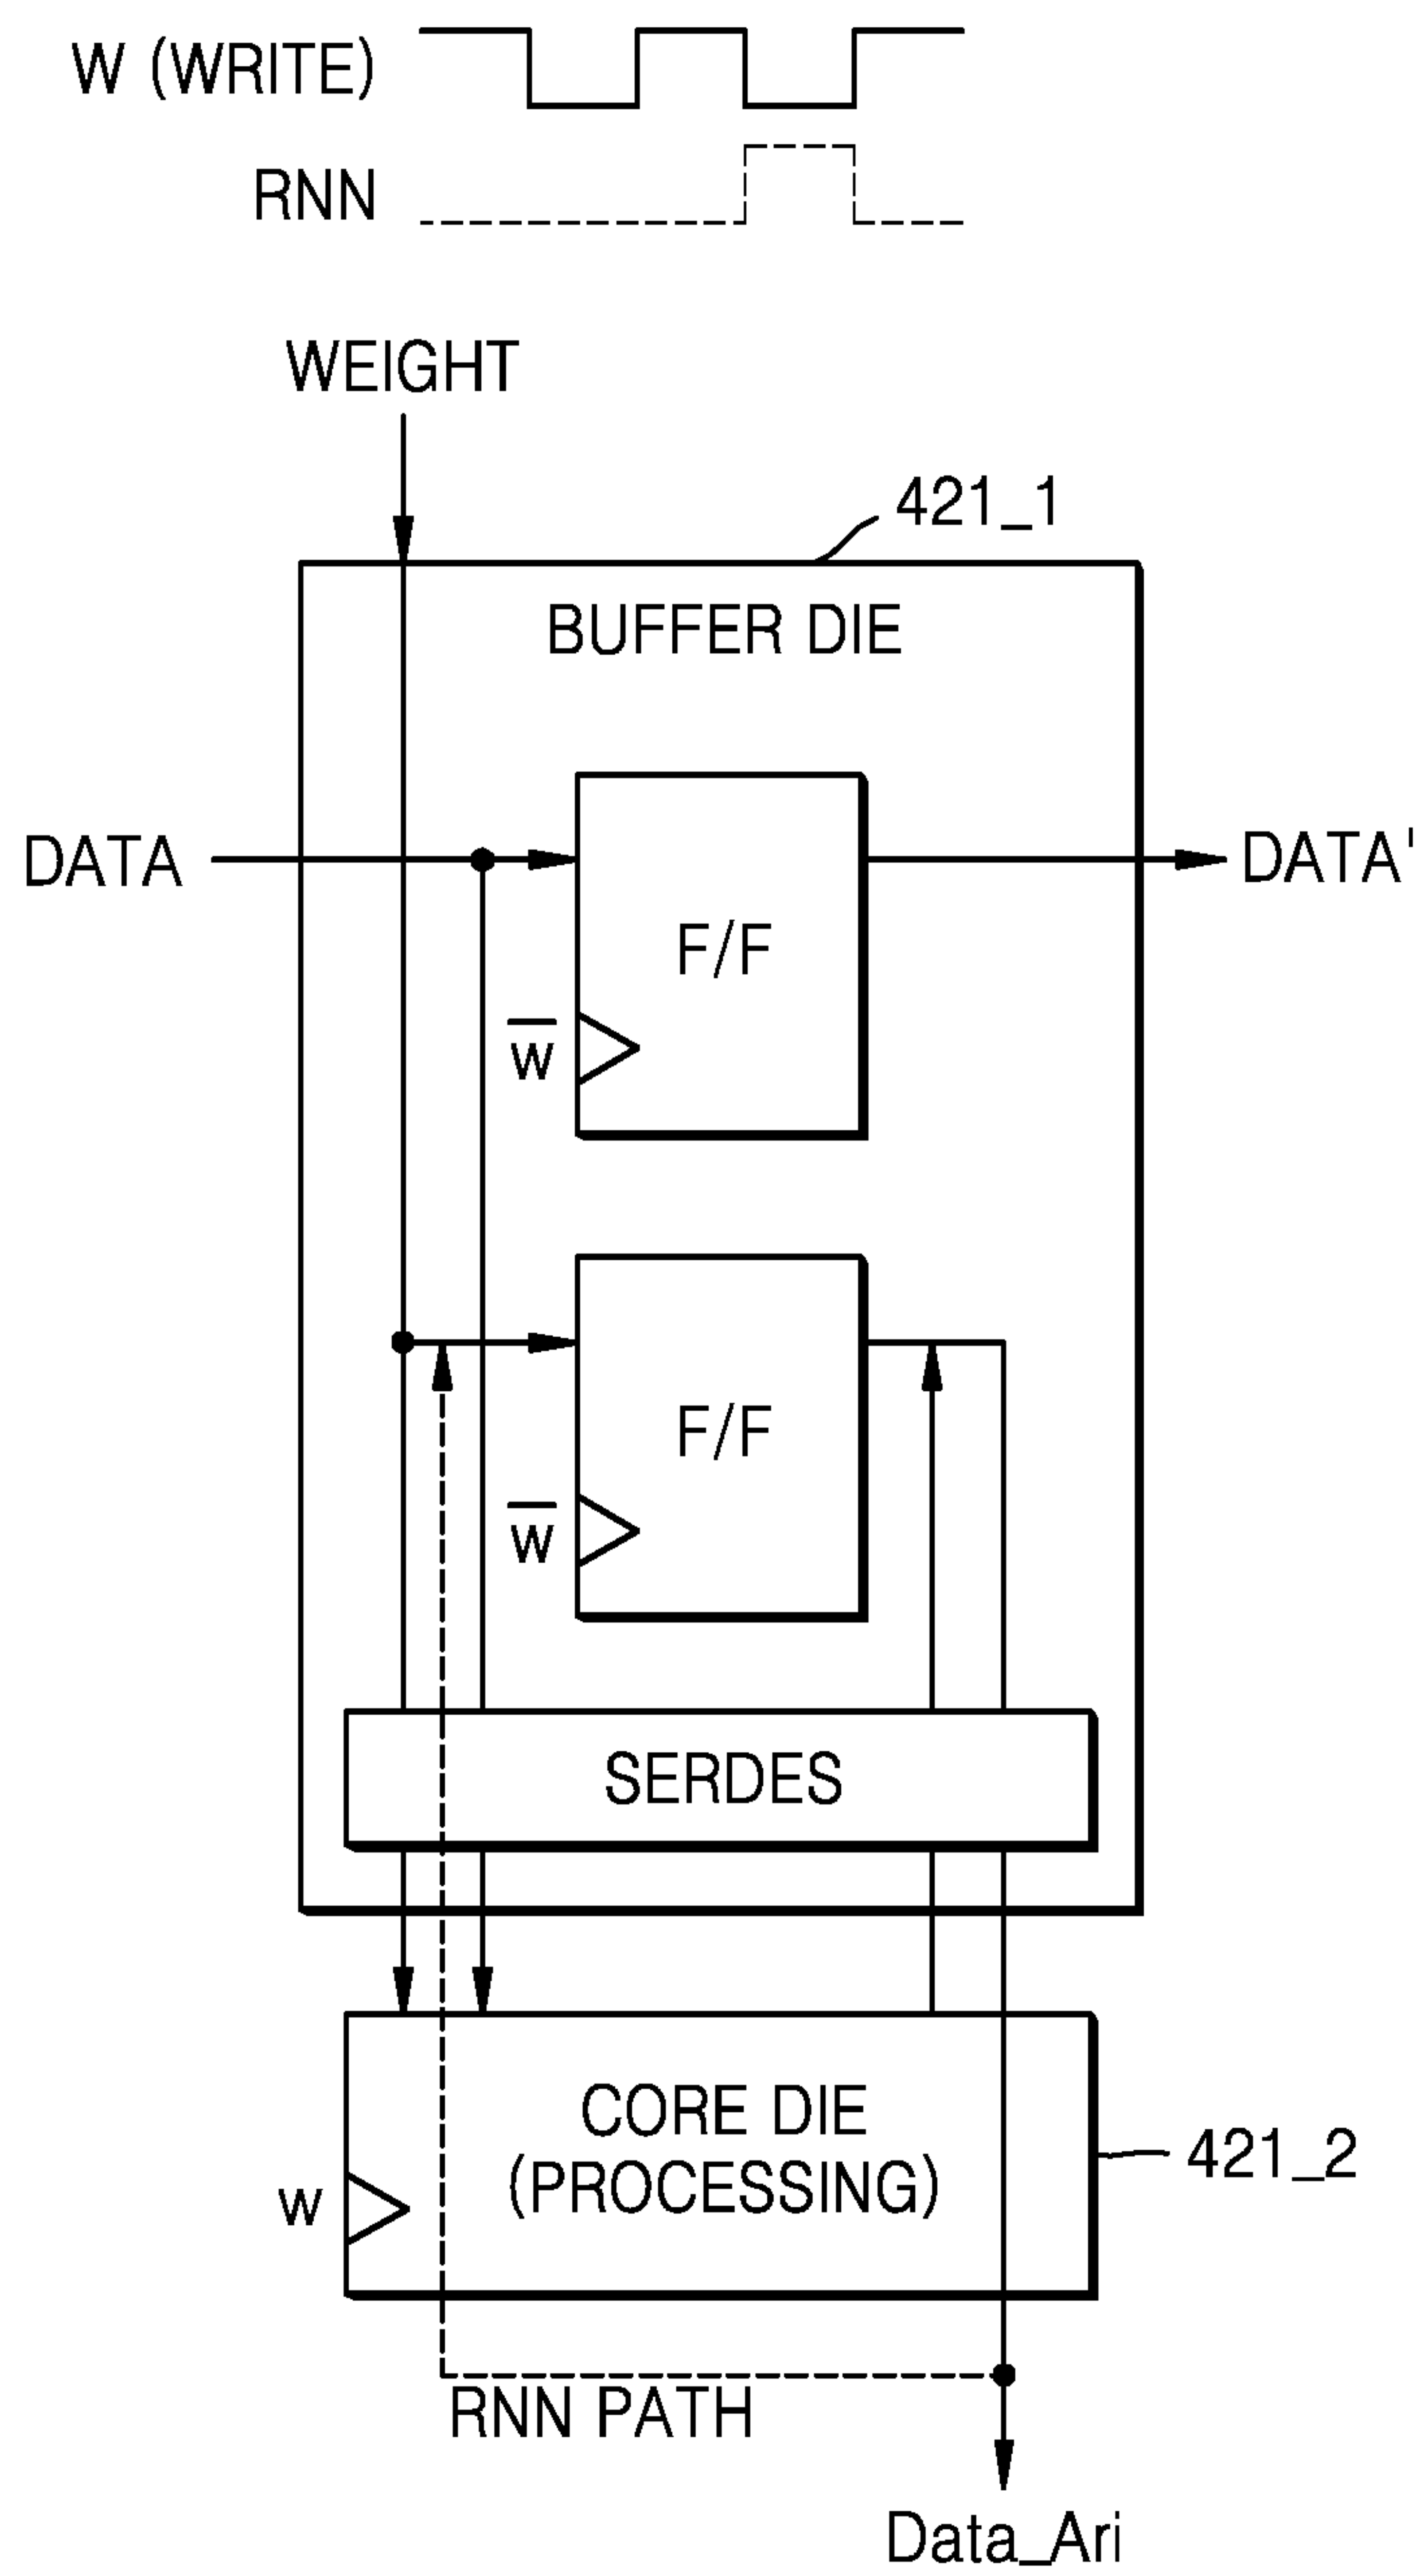 W (WRITE)
RNN
WEIGHT
421_1
BUFFER DIE
DATA
DATA'
F/F
w̅
F/F
w̅
SERDES
CORE DIE
(PROCESSING)
421_2
w
RNN PATH
Data_Ari